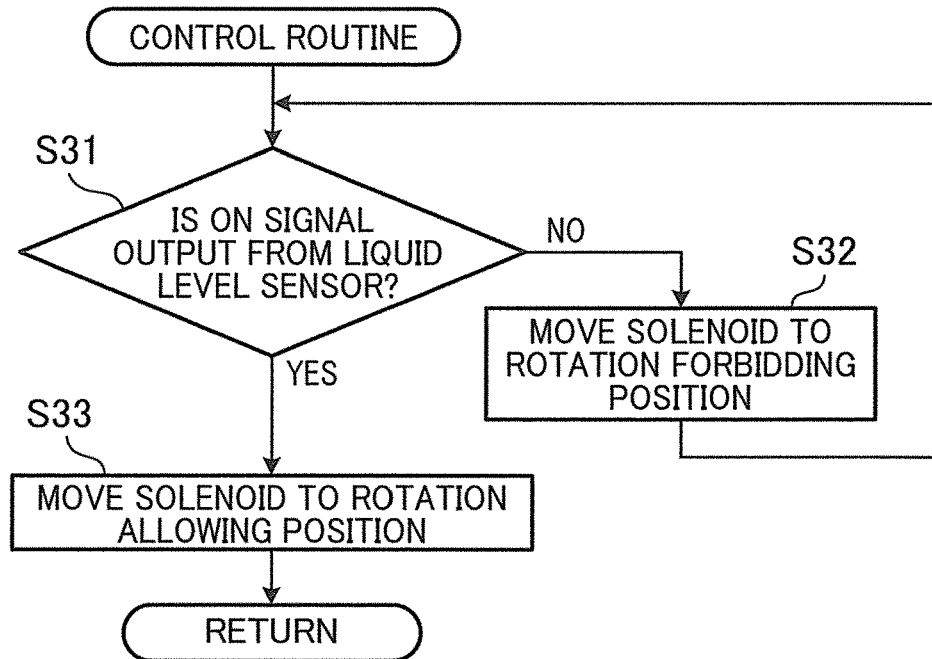 CONTROL ROUTINE
S31
IS ON SIGNAL
OUTPUT FROM LIQUID
LEVEL SENSOR?
NO
S32
MOVE SOLENOID TO
ROTATION FORBIDDING
POSITION
YES
S33
MOVE SOLENOID TO ROTATION
ALLOWING POSITION
RETURN